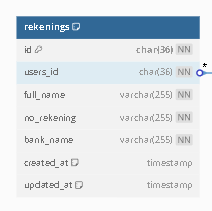 rekenings
id char(36) NN
users_id char(36) NN
*
full_name varchar(255) NN
no_rekening varchar(255) NN
bank_name varchar(255) NN
created_at timestamp
updated_at timestamp